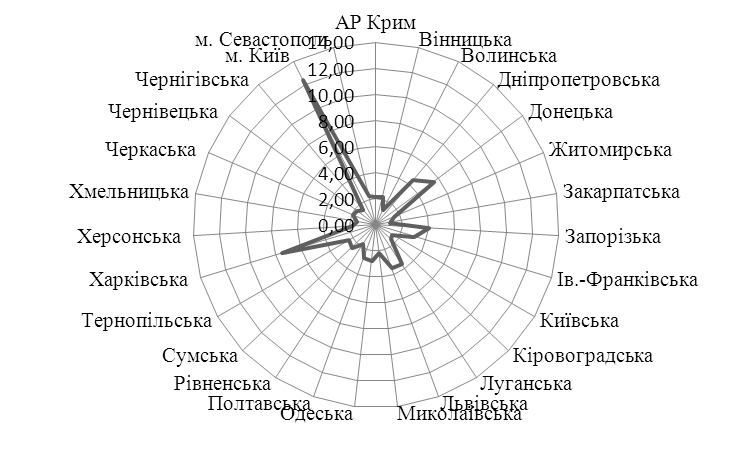 АР Крим
Вінницька
Волинська
Дніпропетровська
Донецька
Житомирська
Закарпатська
Запорізька
Ів.-Франківська
Київська
Кіровоградська
Луганська
Львівська
Миколаївська
Одеська
Полтавська
Рівненська
Сумська
Тернопільська
Харківська
Херсонська
Хмельницька
Черкаська
Чернівецька
Чернігівська
м. Київ
м. Севастополь
14,00
12,00
10,00
8,00
6,00
4,00
2,00
0,00